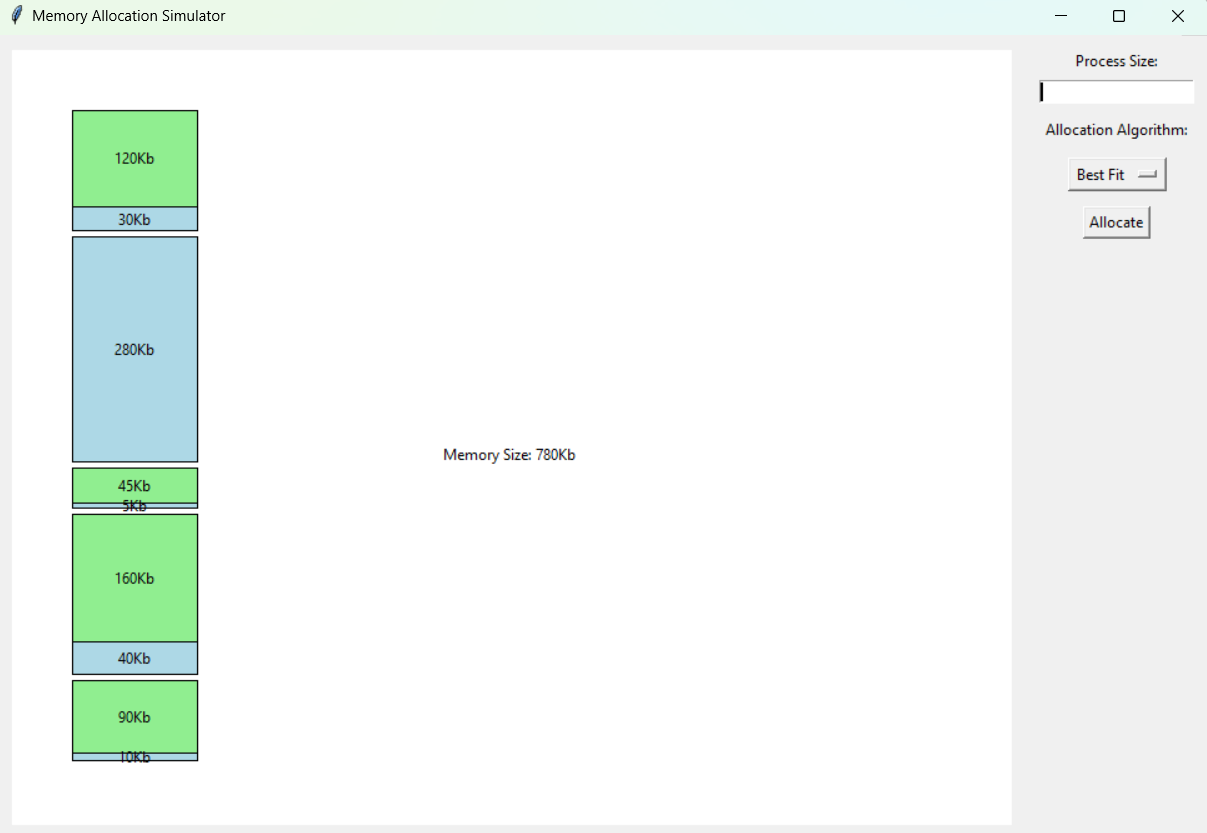 Memory Allocation Simulator
Process Size:
Allocation Algorithm:
Best Fit
Allocate
120Kb
30Kb
280Kb
45Kb
5Kb
160Kb
40Kb
90Kb
10Kb
Memory Size: 780Kb